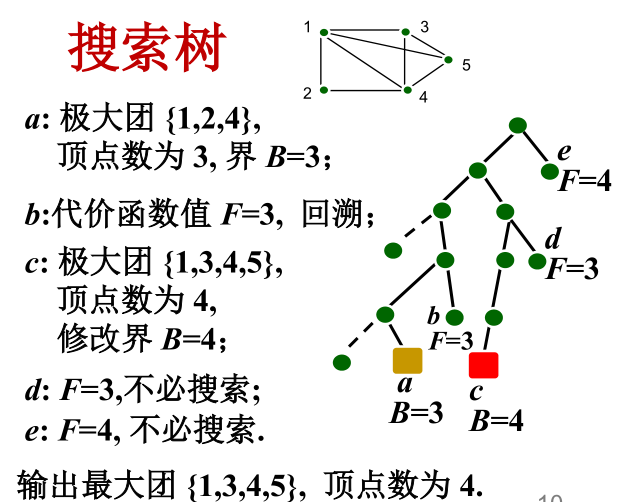 搜索树
1
3
5
2
4
a: 极大团 {1,2,4},
顶点数为 3, 界 B=3；
b:代价函数值 F=3, 回溯；
c: 极大团 {1,3,4,5},
顶点数为 4,
修改界 B=4；
d: F=3,不必搜索；
e: F=4, 不必搜索.
输出最大团 {1,3,4,5}, 顶点数为 4.
e
F=4
d
F=3
b
F=3
a
B=3
c
B=4